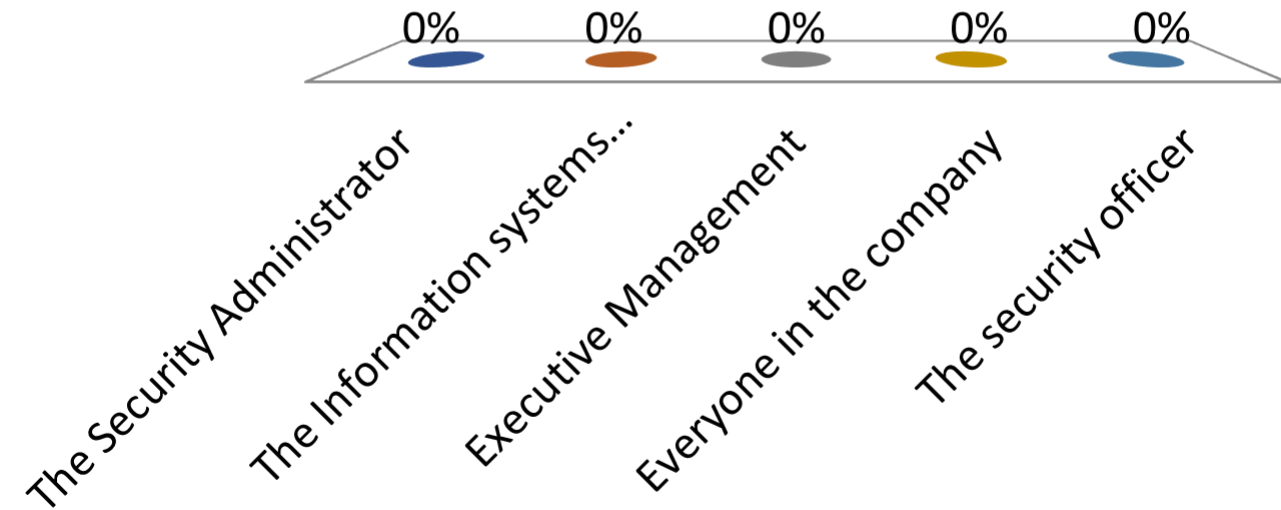 0% 0% 0% 0% 0%
The Security Administrator
The Information systems...
Executive Management
Everyone in the company
The security officer